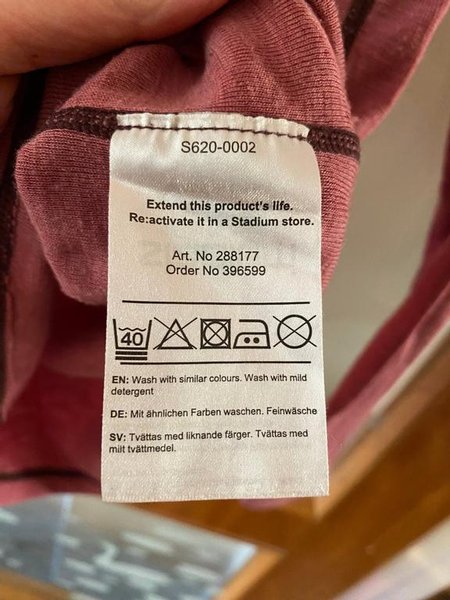 S620-0002
Extend this product's life.
Re:activate it in a Stadium store.
Art. No 288177
Order No 396599
40
EN: Wash with similar colours. Wash with mild
detergent
DE: Mit ähnlichen Farben waschen. Feinwäsche
SV: Tvättas med liknande färger. Tvättas med
milt tvättmedel.